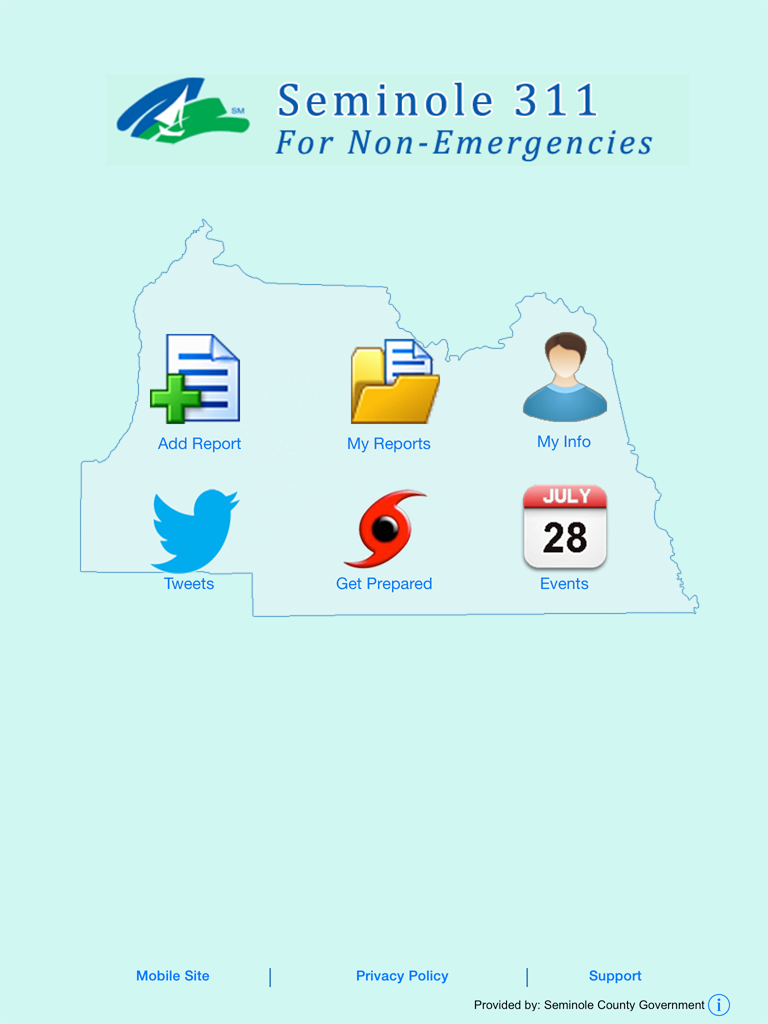 SM
Seminole 311
For Non-Emergencies
Add Report
My Reports
My Info
JULY
28
Tweets
Get Prepared
Events
Mobile Site
Privacy Policy
Support
Provided by: Seminole County Government
i